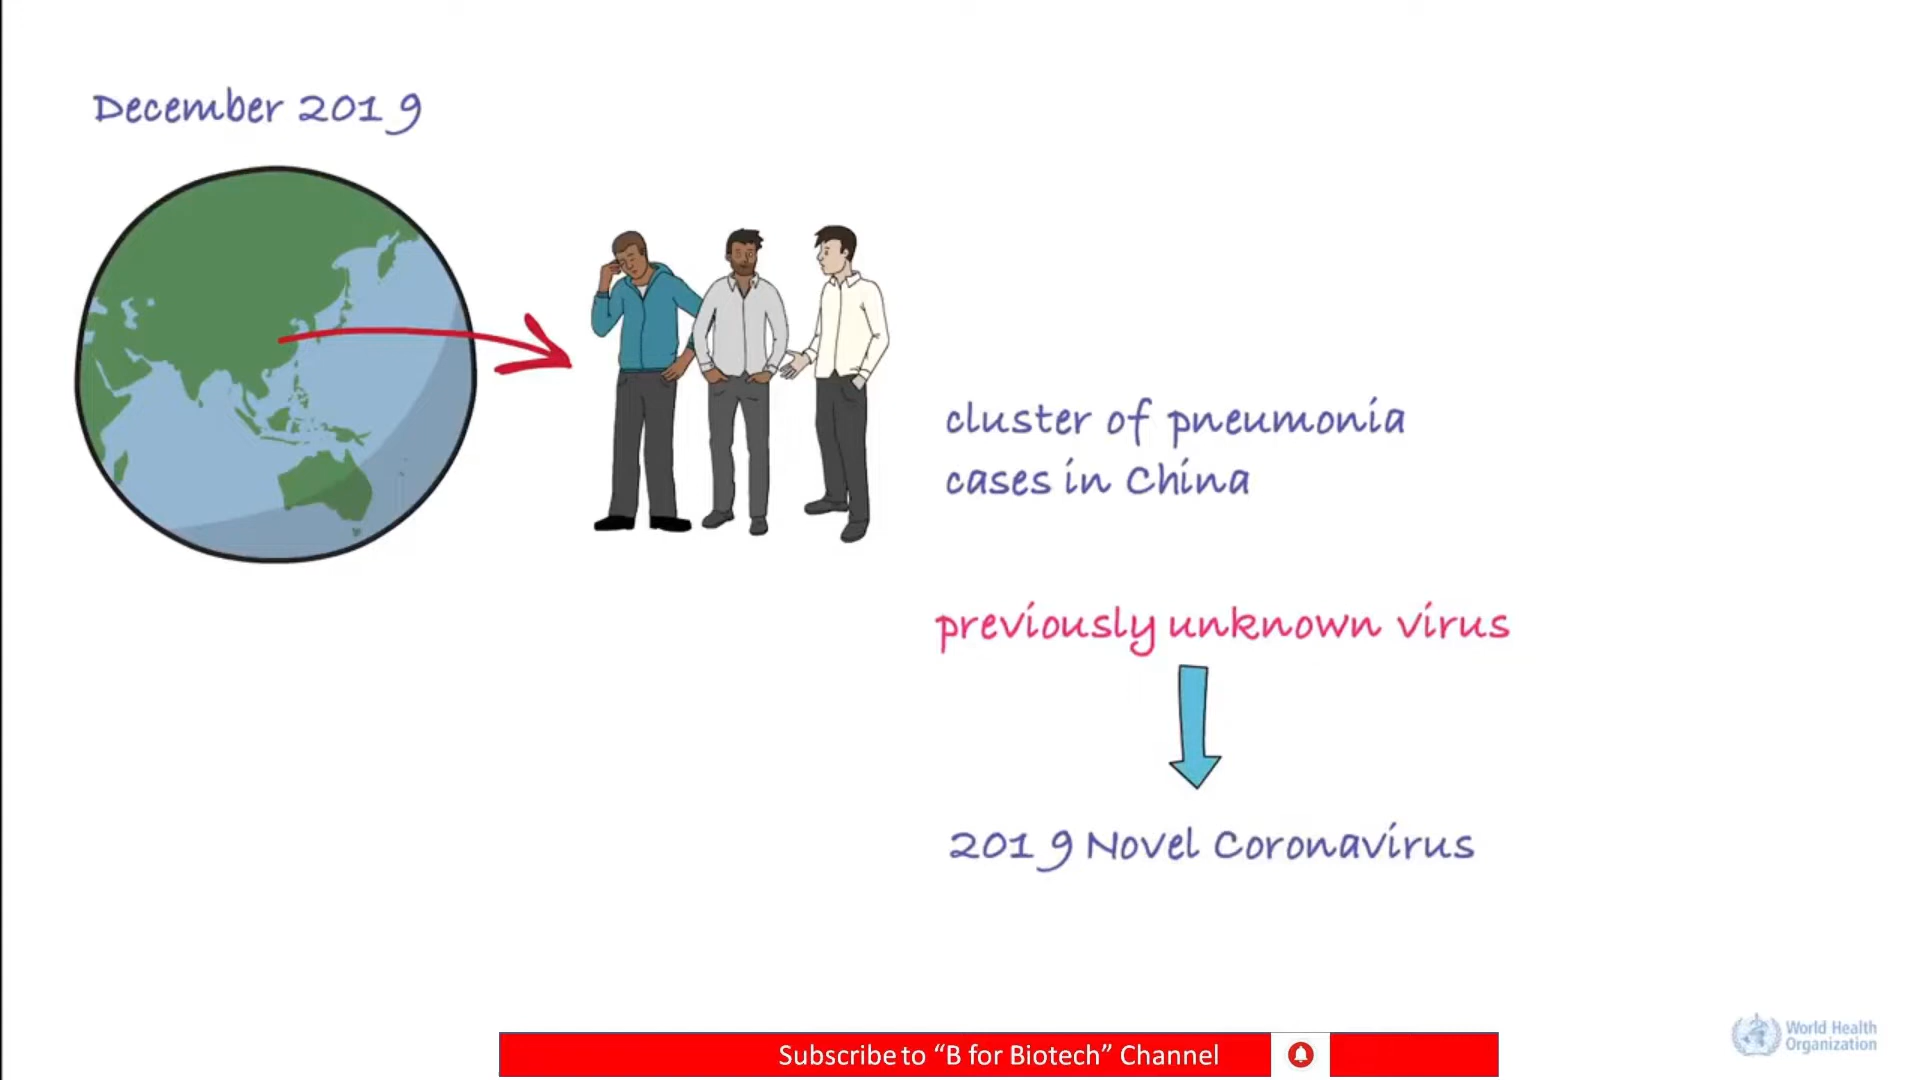 December 2019
cluster of pneumonia
cases in China
previously unknown virus
2019 Novel Coronavirus
Subscribe to “B for Biotech” Channel
World Health
Organization